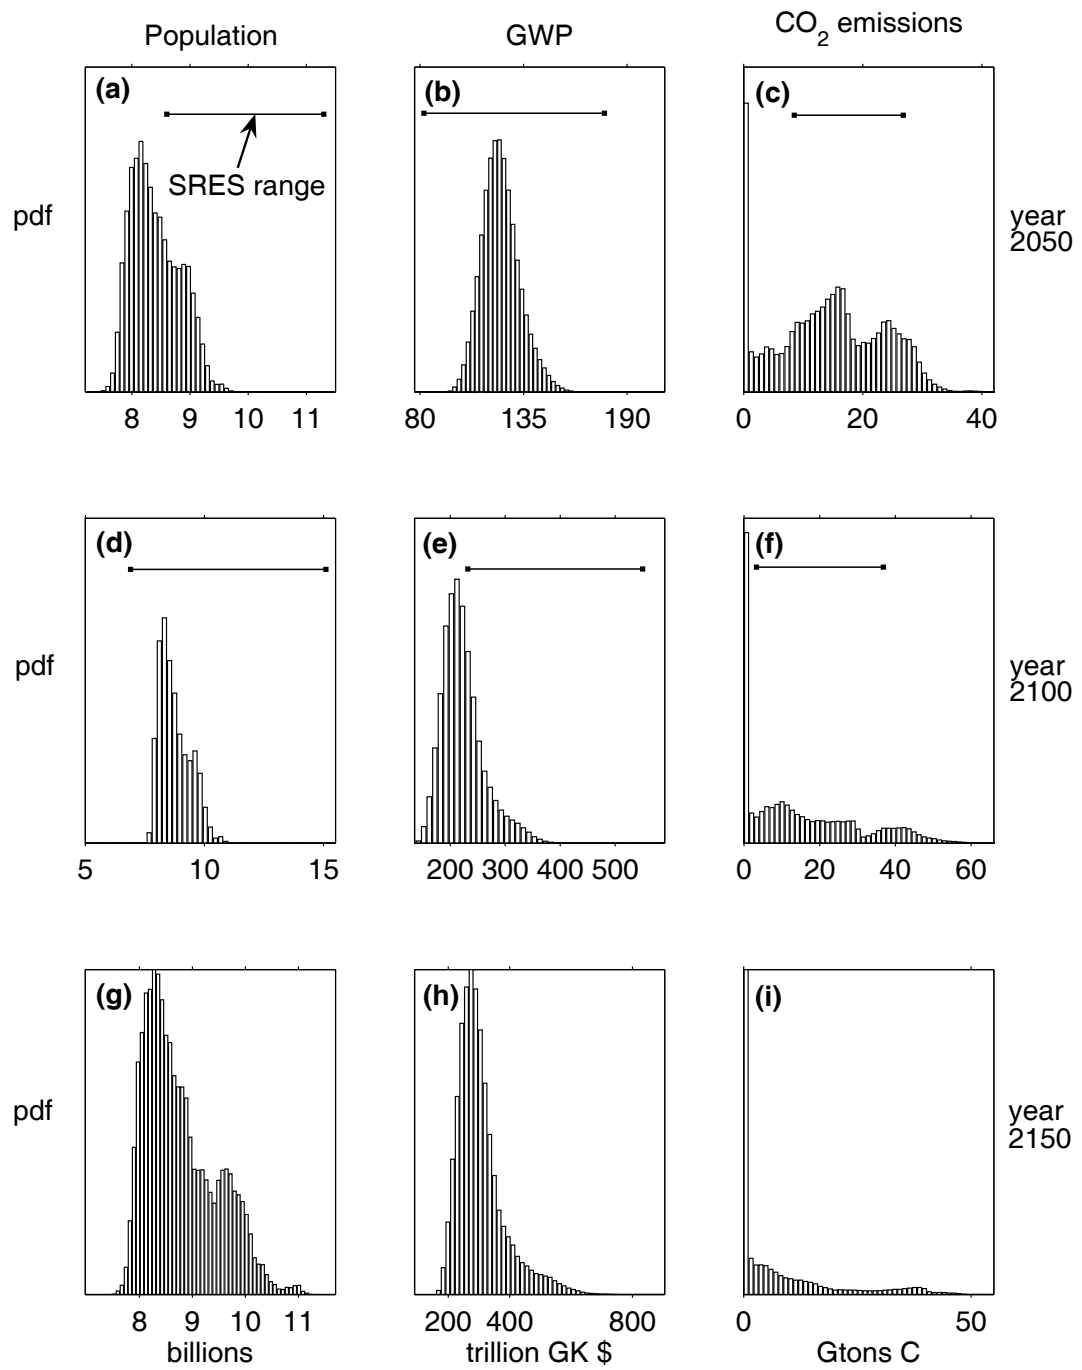 Population GWP CO2 emissions
(a) (b) (c)
SRES range
pdf year
2050
8 9 10 11 80 135 190 0 20 40
(d) (e) (f)
pdf year
2100
5 10 15 200 300 400 500 0 20 40 60
(g) (h) (i)
pdf year
2150
8 9 10 11 200 400 800 0 50
billions trillion GK $ Gtons C